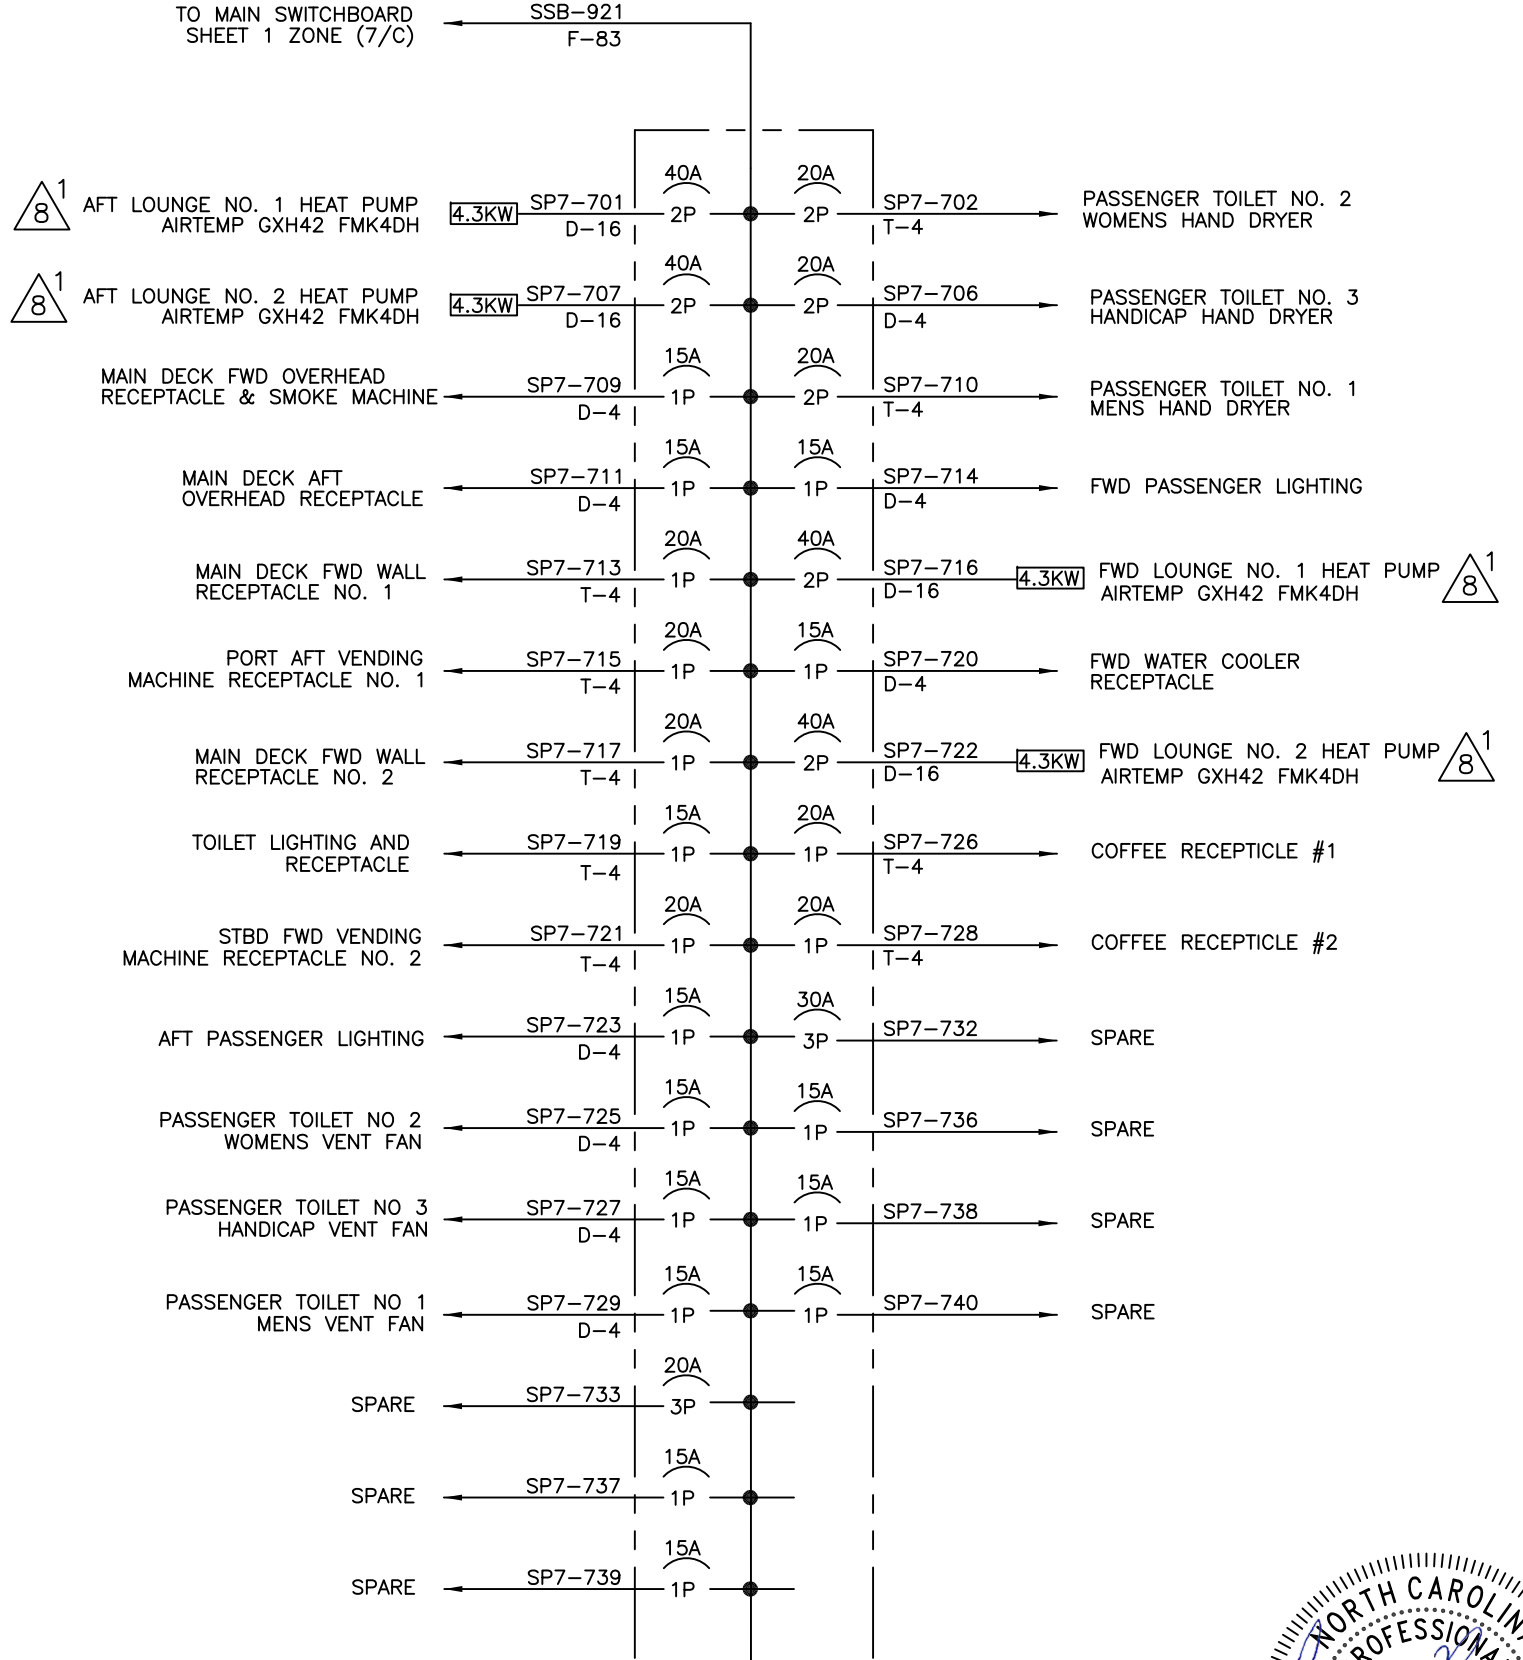 TO MAIN SWITCHBOARD
SHEET 1 ZONE (7/C)
SSB-921
F-83
40A
2P
SP7-701
D-16
4.3KW
AFT LOUNGE NO. 1 HEAT PUMP
AIRTEMP GXH42 FMK4DH
8
1
20A
2P
SP7-702
T-4
PASSENGER TOILET NO. 2
WOMENS HAND DRYER
40A
2P
SP7-707
D-16
4.3KW
AFT LOUNGE NO. 2 HEAT PUMP
AIRTEMP GXH42 FMK4DH
8
1
20A
2P
SP7-706
D-4
PASSENGER TOILET NO. 3
HANDICAP HAND DRYER
15A
1P
SP7-709
D-4
MAIN DECK FWD OVERHEAD
RECEPTACLE & SMOKE MACHINE
20A
2P
SP7-710
T-4
PASSENGER TOILET NO. 1
MENS HAND DRYER
15A
1P
SP7-711
D-4
MAIN DECK AFT
OVERHEAD RECEPTACLE
15A
1P
SP7-714
D-4
FWD PASSENGER LIGHTING
20A
1P
SP7-713
T-4
MAIN DECK FWD WALL
RECEPTACLE NO. 1
40A
2P
SP7-716
D-16
4.3KW
FWD LOUNGE NO. 1 HEAT PUMP
AIRTEMP GXH42 FMK4DH
8
1
20A
1P
SP7-715
T-4
PORT AFT VENDING
MACHINE RECEPTACLE NO. 1
15A
1P
SP7-720
D-4
FWD WATER COOLER
RECEPTACLE
20A
1P
SP7-717
T-4
MAIN DECK FWD WALL
RECEPTACLE NO. 2
40A
2P
SP7-722
D-16
4.3KW
FWD LOUNGE NO. 2 HEAT PUMP
AIRTEMP GXH42 FMK4DH
8
1
15A
1P
SP7-719
T-4
TOILET LIGHTING AND
RECEPTACLE
20A
1P
SP7-726
T-4
COFFEE RECEPTICLE #1
20A
1P
SP7-721
T-4
STBD FWD VENDING
MACHINE RECEPTACLE NO. 2
20A
1P
SP7-728
T-4
COFFEE RECEPTICLE #2
15A
1P
SP7-723
D-4
AFT PASSENGER LIGHTING
30A
3P
SP7-732
SPARE
15A
1P
SP7-725
D-4
PASSENGER TOILET NO 2
WOMENS VENT FAN
15A
1P
SP7-736
SPARE
15A
1P
SP7-727
D-4
PASSENGER TOILET NO 3
HANDICAP VENT FAN
15A
1P
SP7-738
SPARE
15A
1P
SP7-729
D-4
PASSENGER TOILET NO 1
MENS VENT FAN
15A
1P
SP7-740
SPARE
20A
3P
SP7-733
SPARE
15A
1P
SP7-737
SPARE
15A
1P
SP7-739
SPARE
NORTH